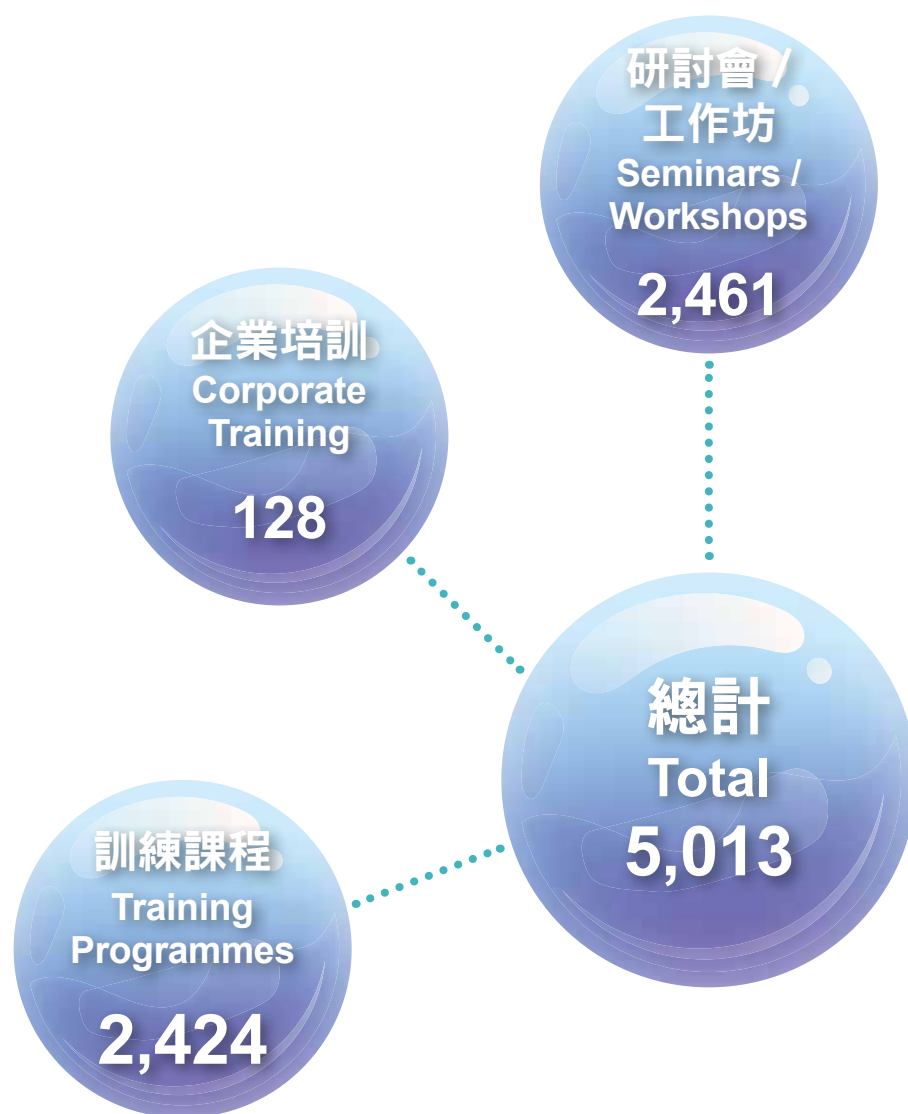 研討會 /
工作坊
Seminars /
Workshops
2,461
企業培訓
Corporate
Training
128
總計
Total
5,013
訓練課程
Training
Programmes
2,424